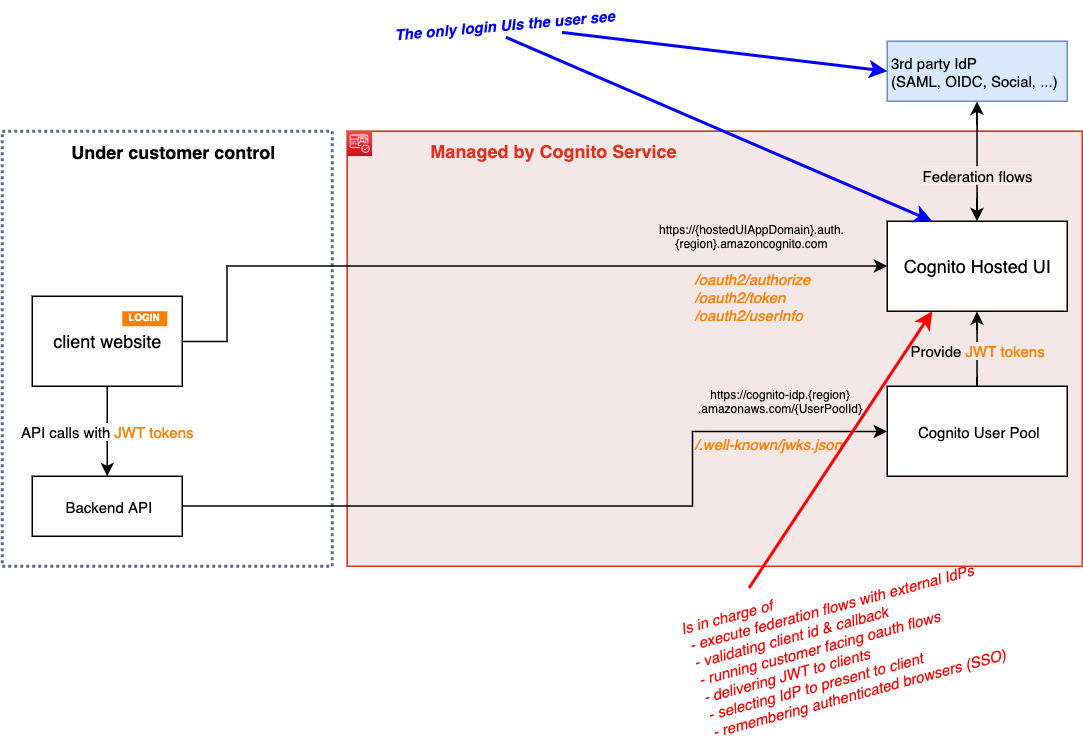 The only login UIs the user see
3rd party IdP
(SAML, OIDC, Social, ...)
Under customer control
Managed by Cognito Service
Federation flows
https://{hostedUIAppDomain}.auth.
{region}.amazoncognito.com
Cognito Hosted UI
/oauth2/authorize
/oauth2/token
/oauth2/userInfo
LOGIN
client website
Provide JWT tokens
https://cognito-idp.{region}
.amazonaws.com/{UserPoolId}
API calls with JWT tokens
/.well-known/jwks.json
Cognito User Pool
Backend API
Is in charge of
- execute federation flows with external IdPs
- validating client id & callback
- running customer facing oauth flows
- delivering JWT to clients
- selecting IdP to present to client
- remembering authenticated browsers (SSO)